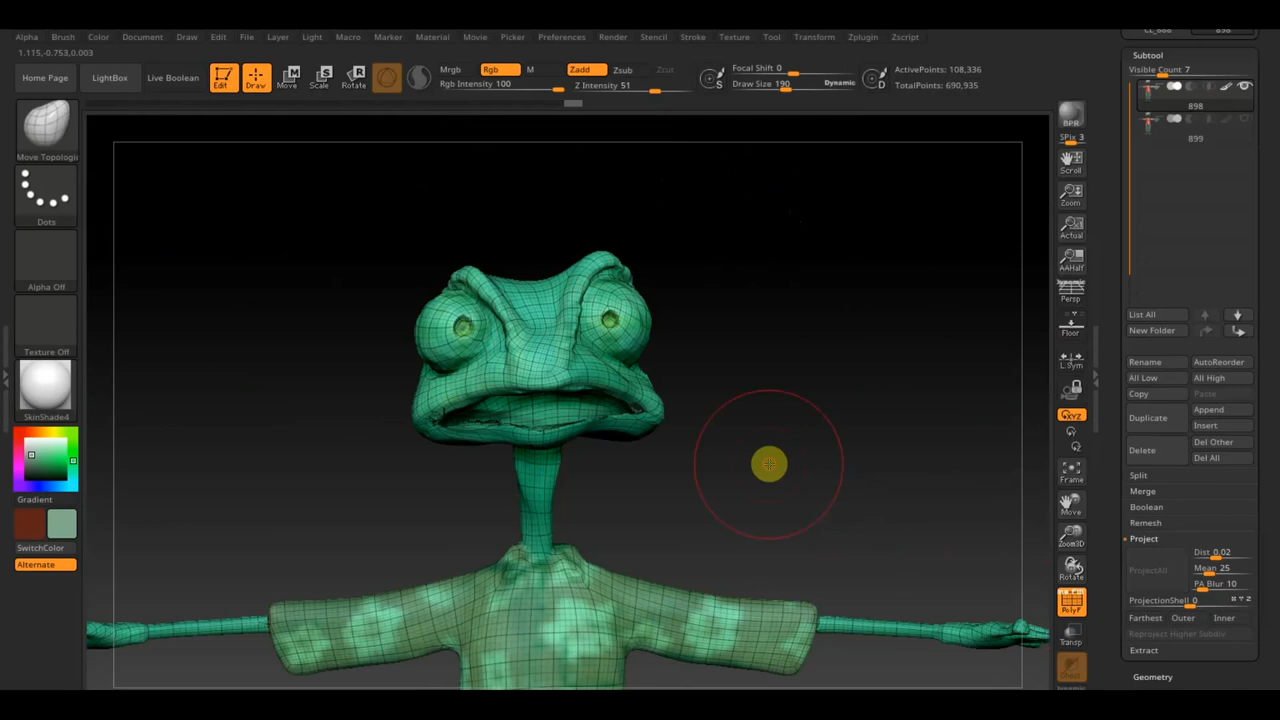 Alpha Brush Color Document Draw Edit File Layer Light Macro Marker Material Movie Picker Preferences Render Stencil Stroke Texture Tool Transform Zplugin Zscript
1.115,-0.753,0.003
Home Page
LightBox
Live Boolean
Edit
Draw
Move
Scale
Rotate
Mrgb Rgb M
Rgb Intensity 100
Zadd Zsub Zcut
Z Intensity 51
Focal Shift 0
Draw Size 190 Dynamic
ActivePoints: 108,336
TotalPoints: 690,935
Move Topologic
Dots
Alpha Off
Texture Off
SkinShade4
Gradient
SwitchColor
Alternate
BPR
SPix 3
Scroll
Zoom
Actual
AAHalf
Dynamic
Persp
Floor
L.Sym
XYZ
Frame
Move
Zoom3D
Rotate
PolyF
Transp
898
Subtool
Visible Count 7
898
899
List All
New Folder
Rename AutoReorder
All Low All High
Copy Paste
Duplicate Append
Insert
Delete Del Other
Del All
Split
Merge
Boolean
Remesh
Project
ProjectAll Dist 0.02
Mean 25
PA Blur 10
ProjectionShell 0 X Y Z
Farthest Outer Inner
Reproject Higher Subdiv
Extract
Geometry